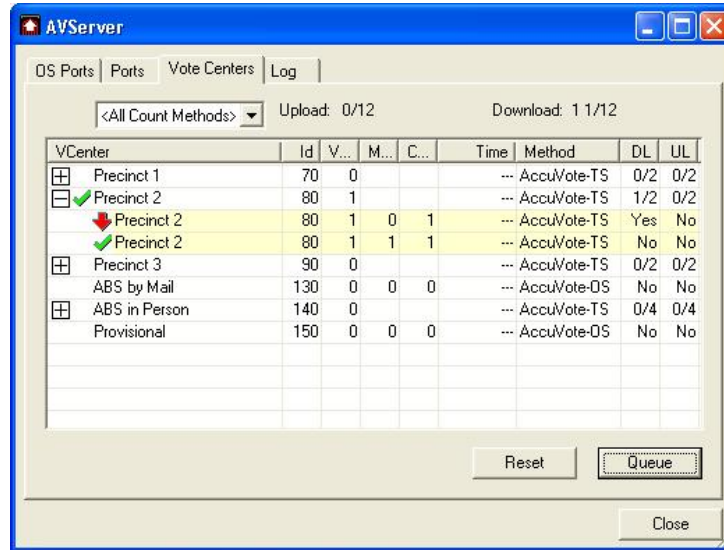 AVServer
OS Ports Ports Vote Centers Log
<All Count Methods> Upload: 0/12 Download: 1 1/12
VCenter Id V... M... C... Time Method DL UL
Precinct 1 70 0 --- AccuVote-TS 0/2 0/2
Precinct 2 80 1 --- AccuVote-TS 1/2 0/2
Precinct 2 80 1 0 1 --- AccuVote-TS Yes No
Precinct 2 80 1 1 1 --- AccuVote-TS No No
Precinct 3 90 0 --- AccuVote-TS 0/2 0/2
ABS by Mail 130 0 0 0 --- AccuVote-OS No No
ABS in Person 140 0 --- AccuVote-TS 0/4 0/4
Provisional 150 0 0 0 --- AccuVote-OS No No
Reset Queue
Close